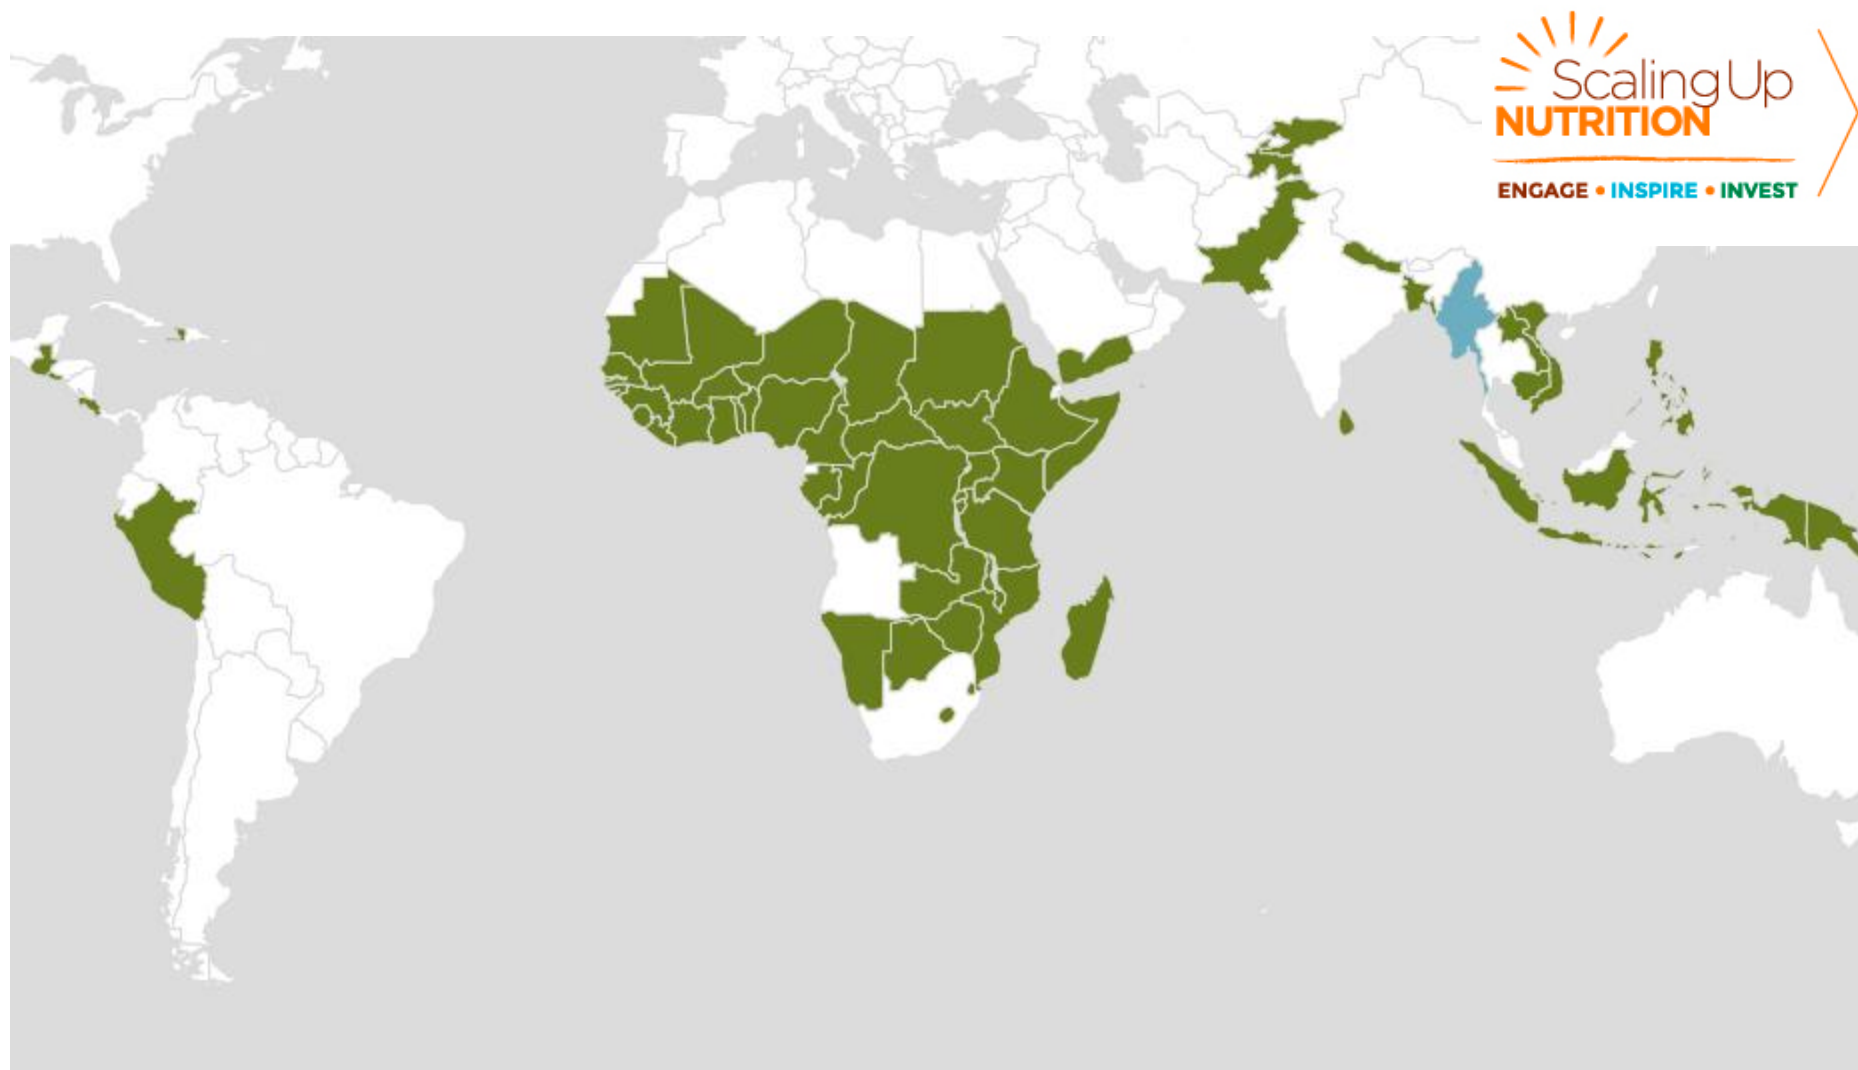 Scaling Up
NUTRITION
ENGAGE • INSPIRE • INVEST